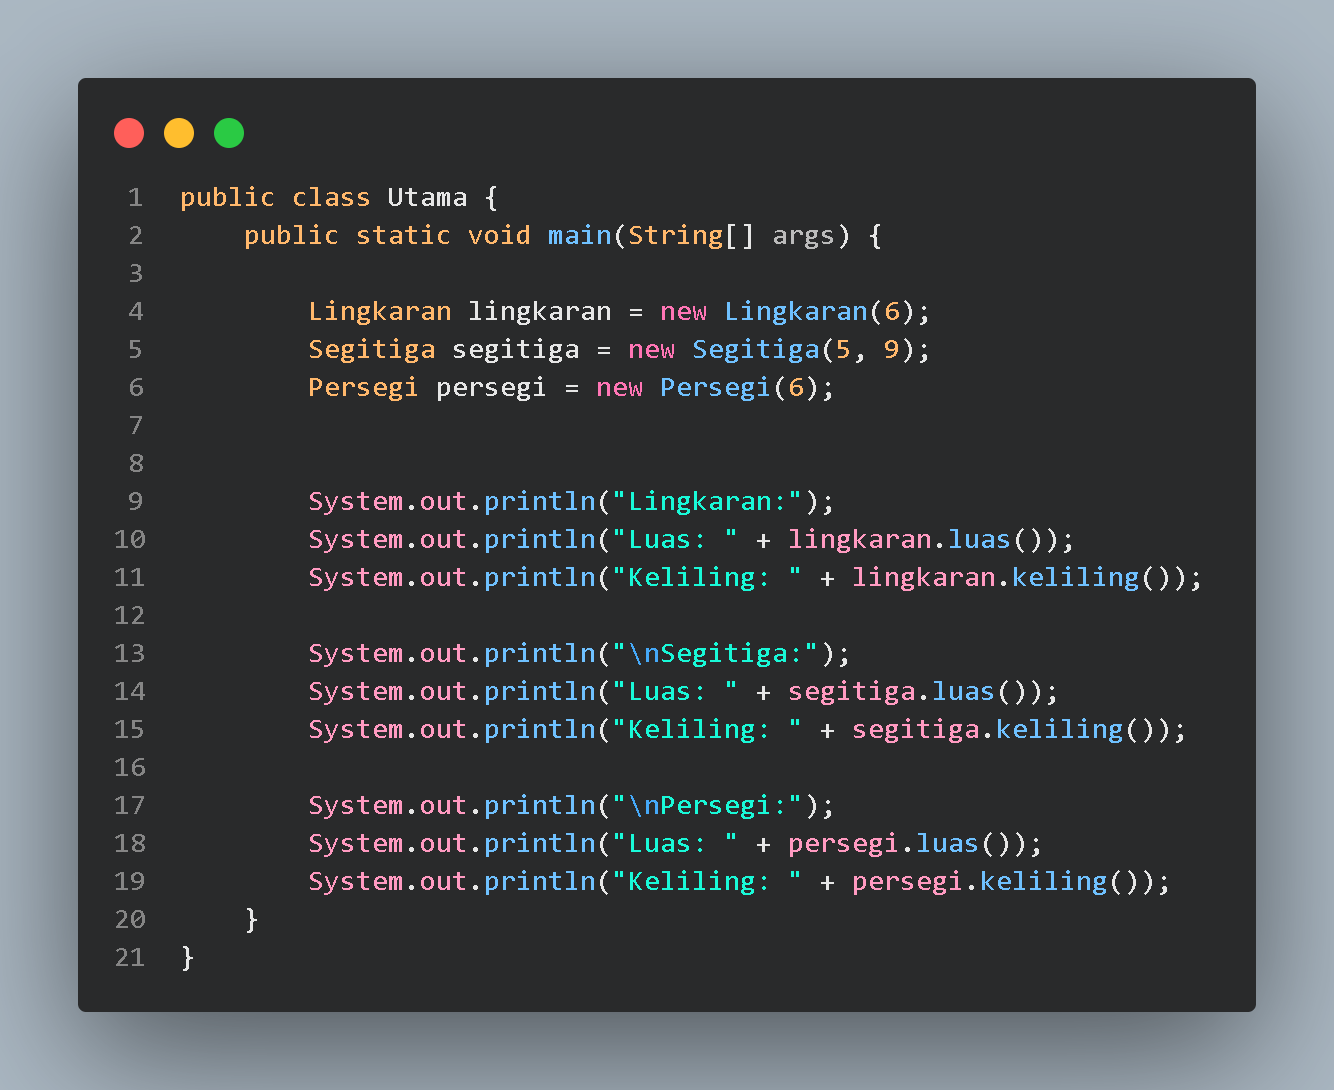 1 public class Utama {
2     public static void main(String[] args) {
3
4         Lingkaran lingkaran = new Lingkaran(6);
5         Segitiga segitiga = new Segitiga(5, 9);
6         Persegi persegi = new Persegi(6);
7
8
9         System.out.println("Lingkaran:");
10         System.out.println("Luas: " + lingkaran.luas());
11         System.out.println("Keliling: " + lingkaran.keliling());
12
13         System.out.println("\nSegitiga:");
14         System.out.println("Luas: " + segitiga.luas());
15         System.out.println("Keliling: " + segitiga.keliling());
16
17         System.out.println("\nPersegi:");
18         System.out.println("Luas: " + persegi.luas());
19         System.out.println("Keliling: " + persegi.keliling());
20     }
21 }